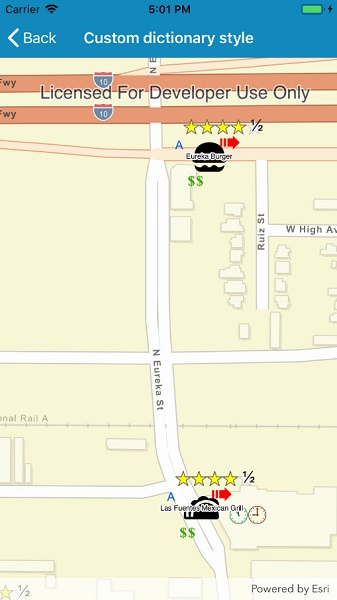 Carrier 5:01 PM
Back Custom dictionary style
N E
Fwy 10
Licensed For Developer Use Only
Fwy 10
½
A
Eureka Burger
$$
Ruiz St
W High Av
N Eureka St
onal Rail A
½
A
Las Fuentes Mexican Grill
$$
½
Powered by Esri